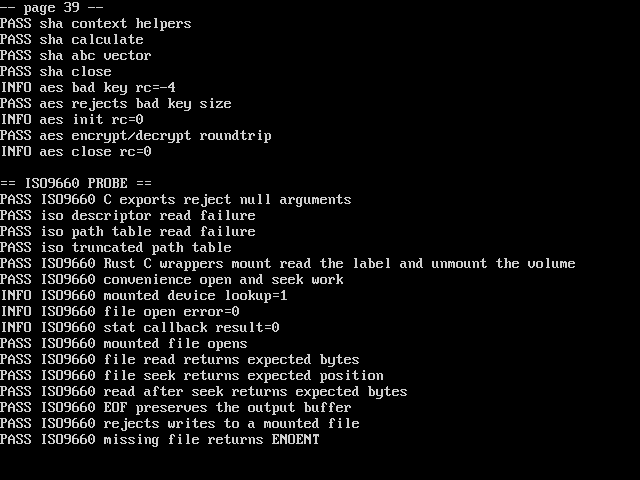 -- page 39 --
PASS sha context helpers
PASS sha calculate
PASS sha abc vector
PASS sha close
INFO aes bad key rc=-4
PASS aes rejects bad key size
INFO aes init rc=0
PASS aes encrypt/decrypt roundtrip
INFO aes close rc=0
== ISO9660 PROBE ==
PASS ISO9660 C exports reject null arguments
PASS iso descriptor read failure
PASS iso path table read failure
PASS iso truncated path table
PASS ISO9660 Rust C wrappers mount read the label and unmount the volume
PASS ISO9660 convenience open and seek work
INFO ISO9660 mounted device lookup=1
INFO ISO9660 file open error=0
INFO ISO9660 stat callback result=0
PASS ISO9660 mounted file opens
PASS ISO9660 file read returns expected bytes
PASS ISO9660 file seek returns expected position
PASS ISO9660 read after seek returns expected bytes
PASS ISO9660 EOF preserves the output buffer
PASS ISO9660 rejects writes to a mounted file
PASS ISO9660 missing file returns ENOENT